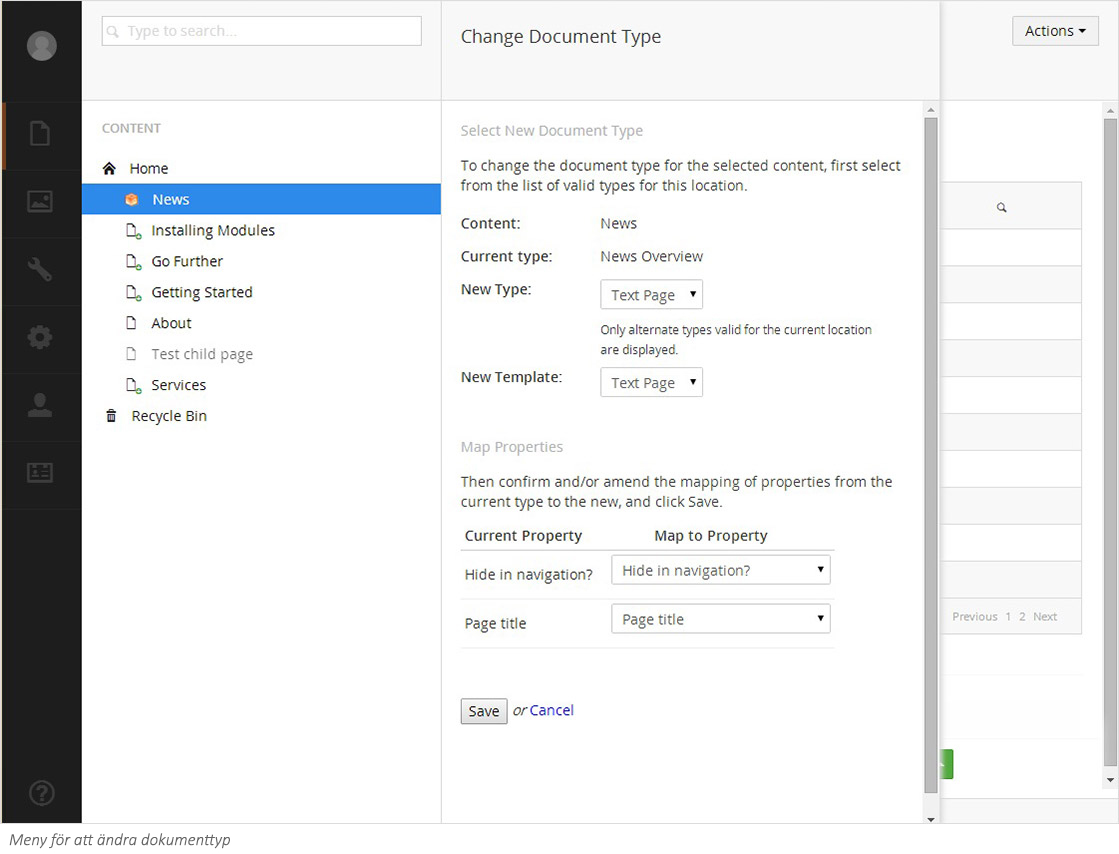 Type to search...
Change Document Type
Actions
CONTENT
Home
News
Installing Modules
Go Further
Getting Started
About
Test child page
Services
Recycle Bin
Select New Document Type
To change the document type for the selected content, first select
from the list of valid types for this location.
Content: News
Current type: News Overview
New Type: Text Page
Only alternate types valid for the current location
are displayed.
New Template: Text Page
Map Properties
Then confirm and/or amend the mapping of properties from the
current type to the new, and click Save.
Current Property Map to Property
Hide in navigation? Hide in navigation?
Page title Page title
Save or Cancel
Previous 1 2 Next
Meny för att ändra dokumenttyp